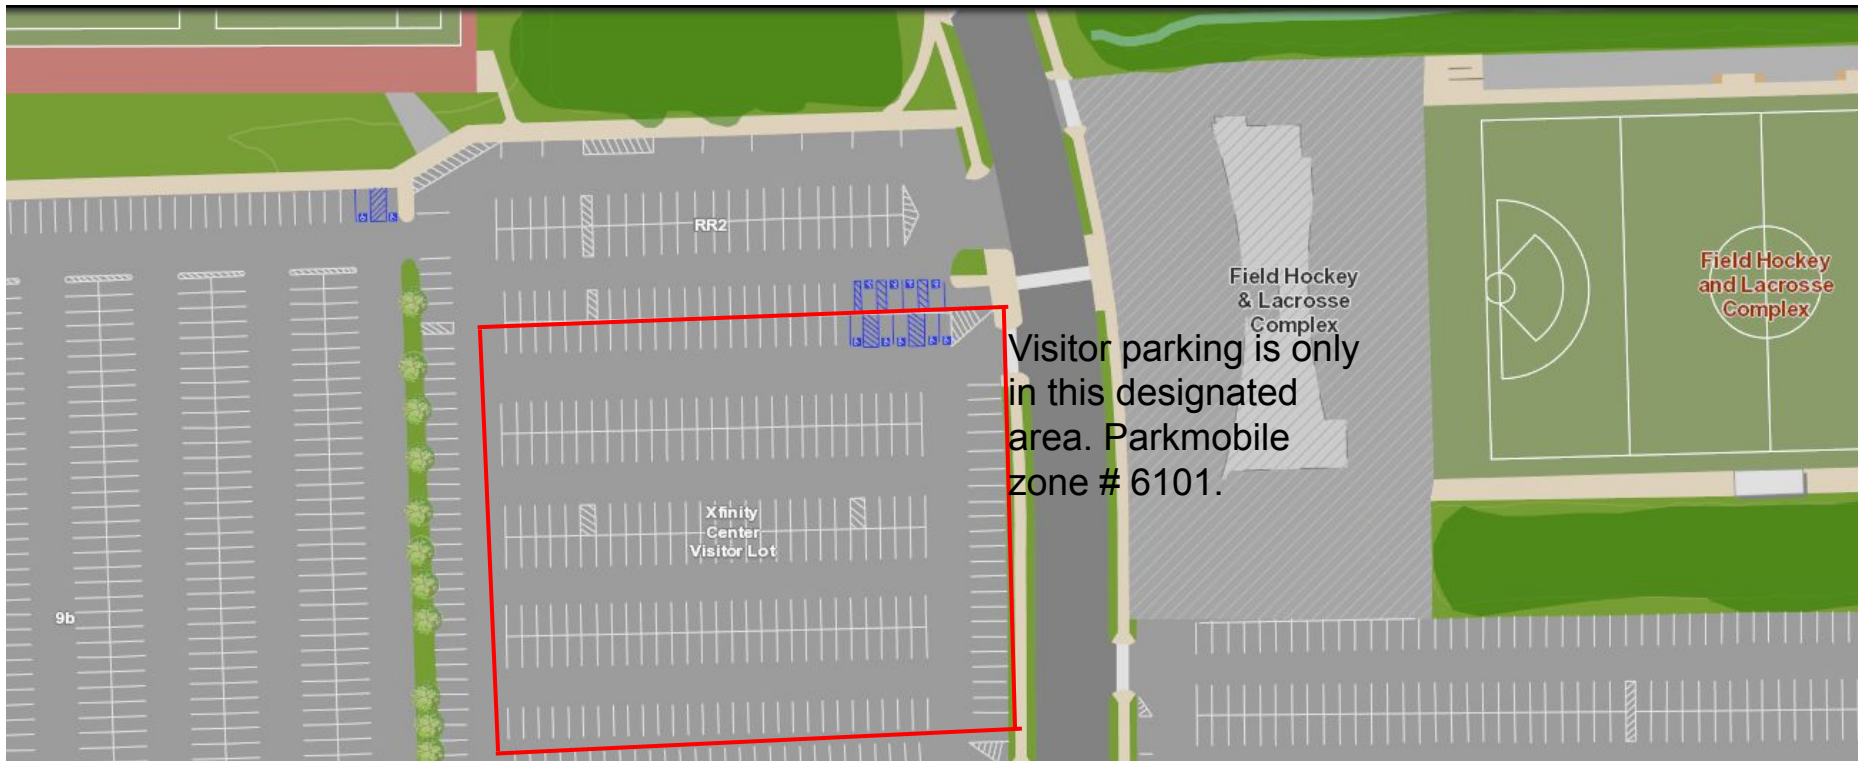 RR2
Field Hockey
& Lacrosse
Complex
Field Hockey
and Lacrosse
Complex
Visitor parking is only
in this designated
area. Parkmobile
zone # 6101.
Xfinity
Center
Visitor Lot
9b